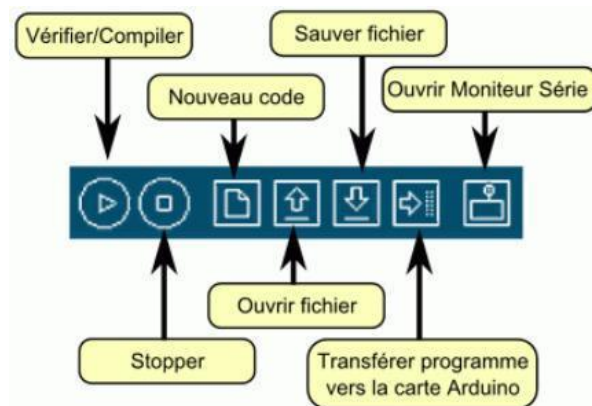 Vérifier/Compiler
Sauver fichier
Nouveau code
Ouvrir Moniteur Série
Ouvrir fichier
Stopper
Transférer programme
vers la carte Arduino